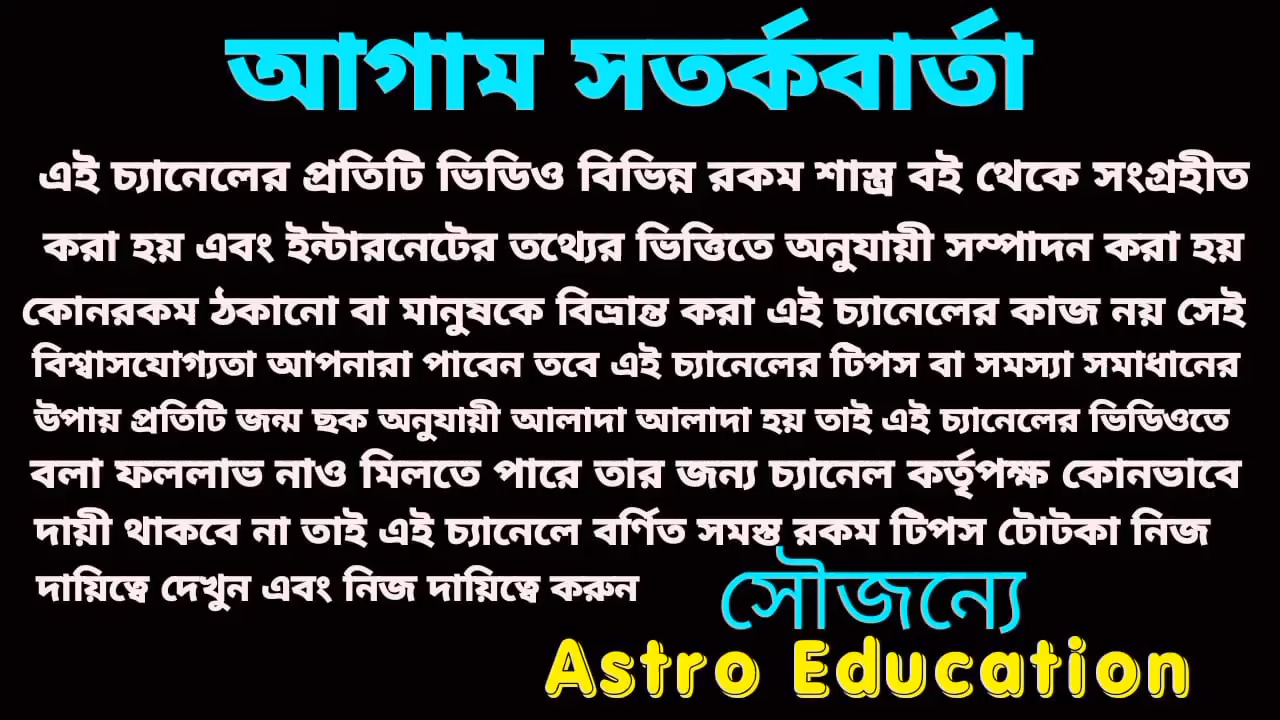 আগাম সতর্কবার্তা
এই চ্যানেলের প্রতিটি ভিডিও বিভিন্ন রকম শাস্ত্র বই থেকে সংগ্রহীত
করা হয় এবং ইন্টারনেটের তথ্যের ভিত্তিতে অনুযায়ী সম্পাদন করা হয়
কোনরকম ঠকানো বা মানুষকে বিভ্রান্ত করা এই চ্যানেলের কাজ নয় সেই
বিশ্বাসযোগ্যতা আপনারা পাবেন তবে এই চ্যানেলের টিপস বা সমস্যা সমাধানের
উপায় প্রতিটি জন্ম ছক অনুযায়ী আলাদা আলাদা হয় তাই এই চ্যানেলের ভিডিওতে
বলা ফললাভ নাও মিলতে পারে তার জন্য চ্যানেল কর্তৃপক্ষ কোনভাবে
দায়ী থাকবে না তাই এই চ্যানেলে বর্ণিত সমস্ত রকম টিপস টোটকা নিজ
দায়িত্বে দেখুন এবং নিজ দায়িত্বে করুন
সৌজন্যে
Astro Education